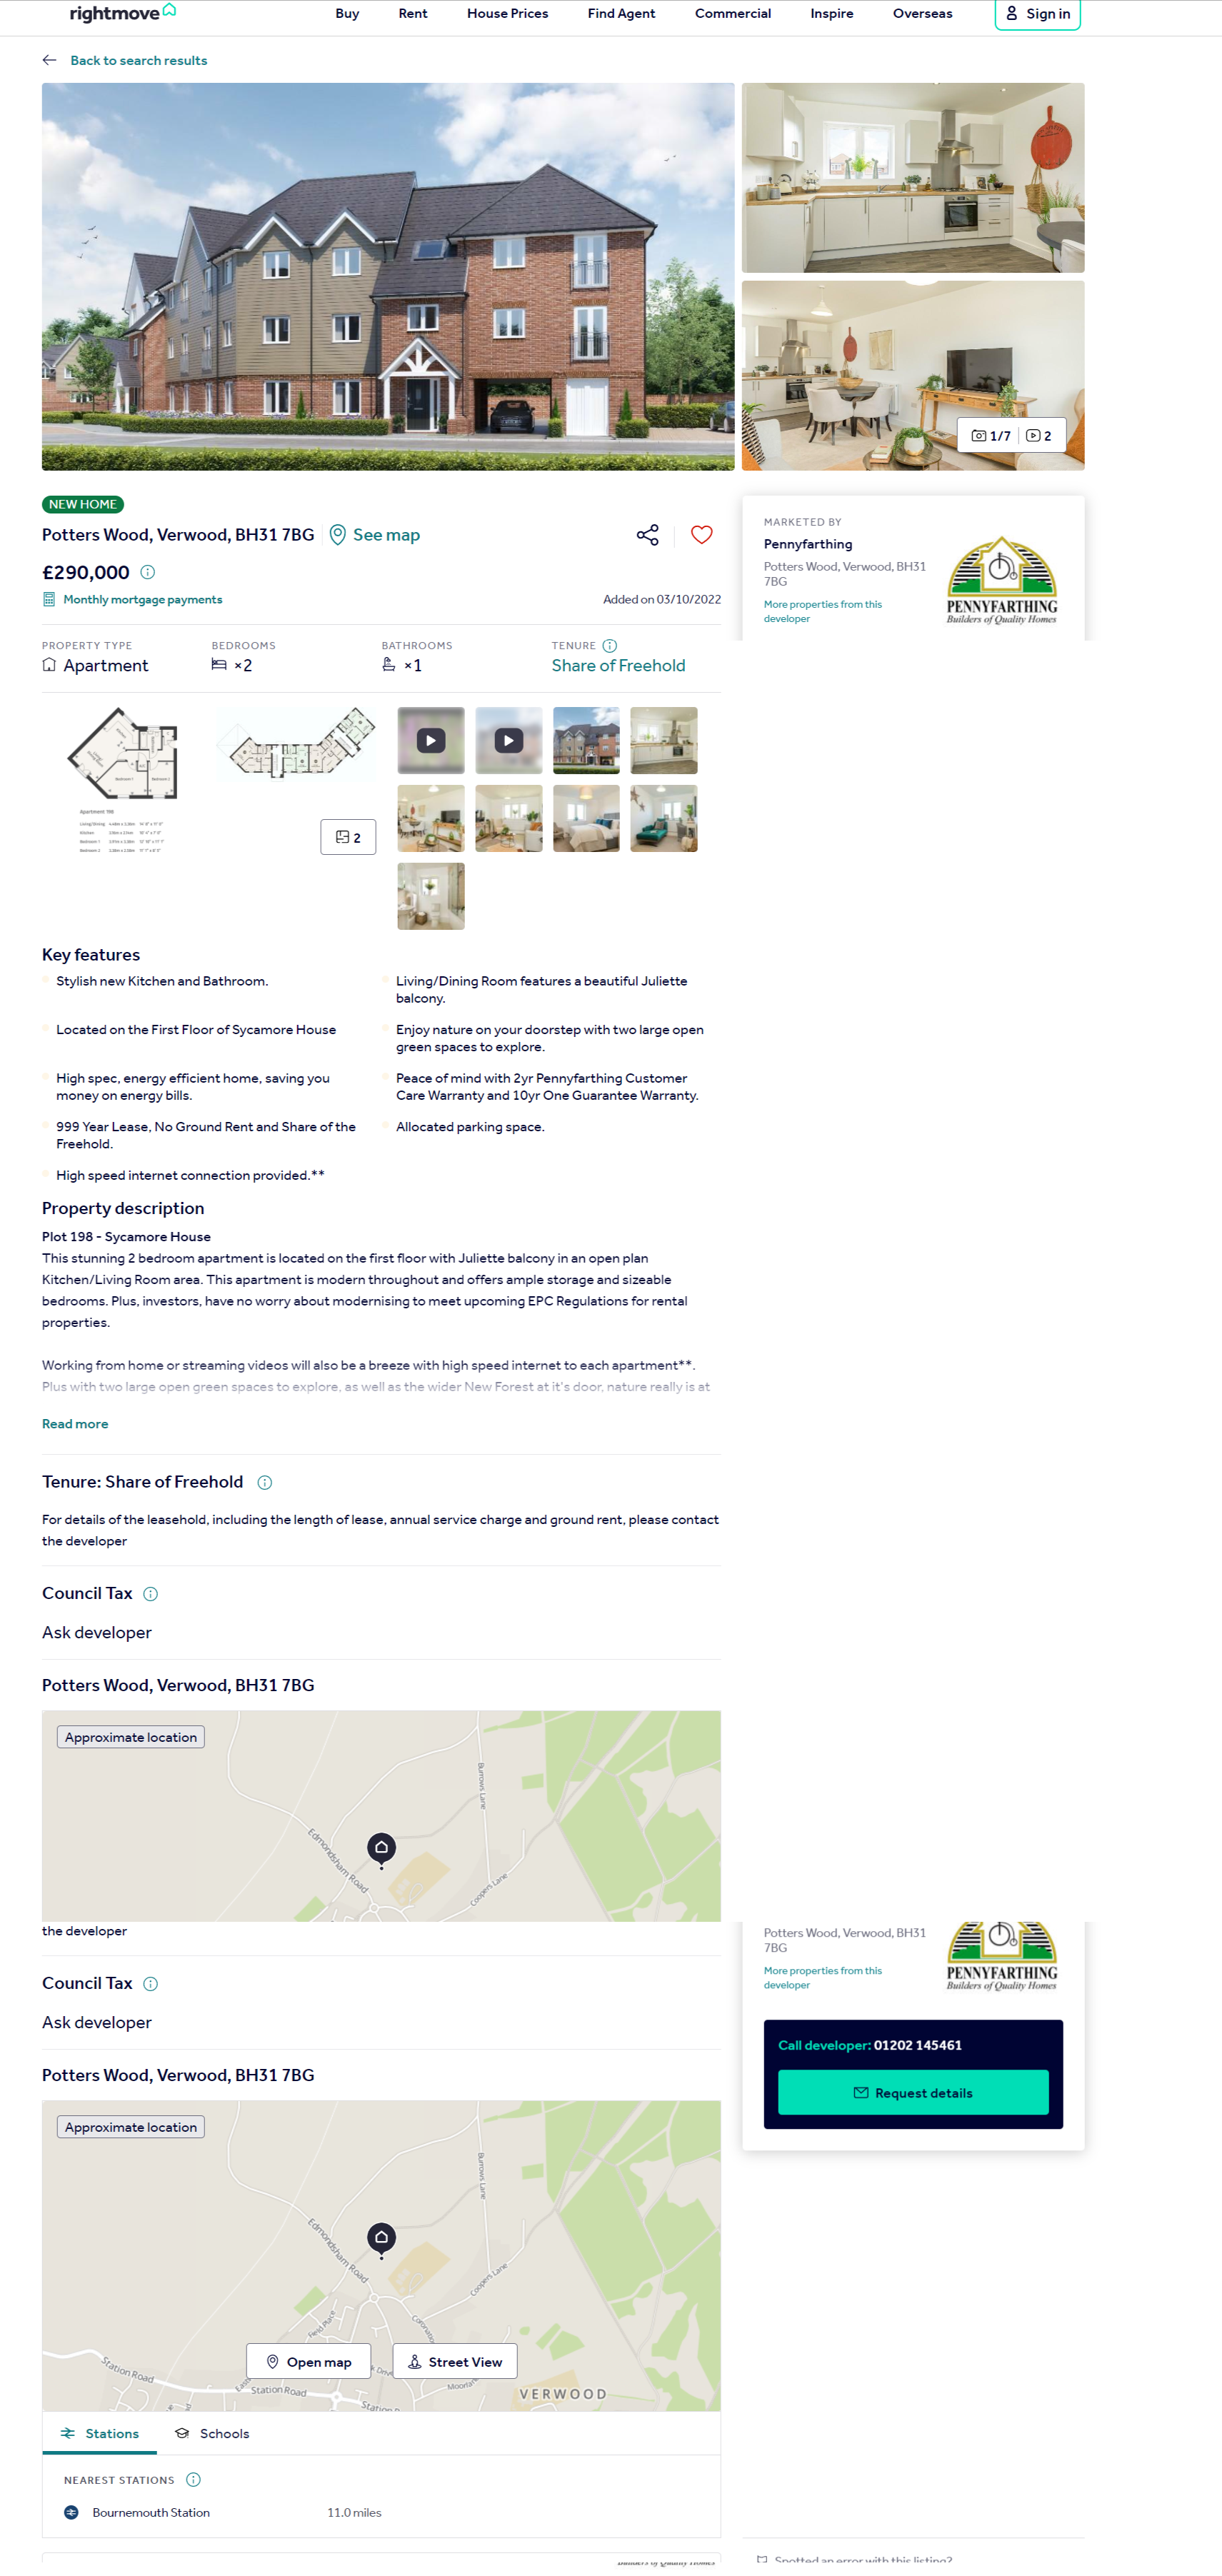 rightmove
Buy Rent House Prices Find Agent Commercial Inspire Overseas Sign in
Back to search results
1/7 2
NEW HOME
Potters Wood, Verwood, BH31 7BG See map
£290,000
Monthly mortgage payments
Added on 03/10/2022
MARKETED BY
Pennyfarthing
Potters Wood, Verwood, BH31
7BG
More properties from this
developer
PENNYFARTHING
Builders of Quality Homes
PROPERTY TYPE
Apartment
BEDROOMS
×2
BATHROOMS
×1
TENURE
Share of Freehold
Apartment 198
Living/Dining
Kitchen
Bedroom 1
Bedroom 2
2
Key features
Stylish new Kitchen and Bathroom.
Living/Dining Room features a beautiful Juliette
balcony.
Located on the First Floor of Sycamore House
Enjoy nature on your doorstep with two large open
green spaces to explore.
High spec, energy efficient home, saving you
money on energy bills.
Peace of mind with 2yr Pennyfarthing Customer
Care Warranty and 10yr One Guarantee Warranty.
999 Year Lease, No Ground Rent and Share of the
Freehold.
Allocated parking space.
High speed internet connection provided.**
Property description
Plot 198 - Sycamore House
This stunning 2 bedroom apartment is located on the first floor with Juliette balcony in an open plan
Kitchen/Living Room area. This apartment is modern throughout and offers ample storage and sizeable
bedrooms. Plus, investors, have no worry about modernising to meet upcoming EPC Regulations for rental
properties.
Working from home or streaming videos will also be a breeze with high speed internet to each apartment**.
Plus with two large open green spaces to explore, as well as the wider New Forest at it's door, nature really is at
Read more
Tenure: Share of Freehold
For details of the leasehold, including the length of lease, annual service charge and ground rent, please contact
the developer
Council Tax
Ask developer
Potters Wood, Verwood, BH31 7BG
Approximate location
Burrows Lane
Edmondsham Road
Coopers Lane
the developer
Council Tax
Ask developer
Potters Wood, Verwood, BH31 7BG
Potters Wood, Verwood, BH31
7BG
More properties from this
developer
PENNYFARTHING
Builders of Quality Homes
Call developer: 01202 145461
Request details
Approximate location
Burrows Lane
Edmondsham Road
Coopers Lane
Field Place
Station Road
Station Road
VERWOOD
Open map
Street View
Stations Schools
NEAREST STATIONS
Bournemouth Station 11.0 miles
Builders of Quality Homes
Spotted an error with this listing?